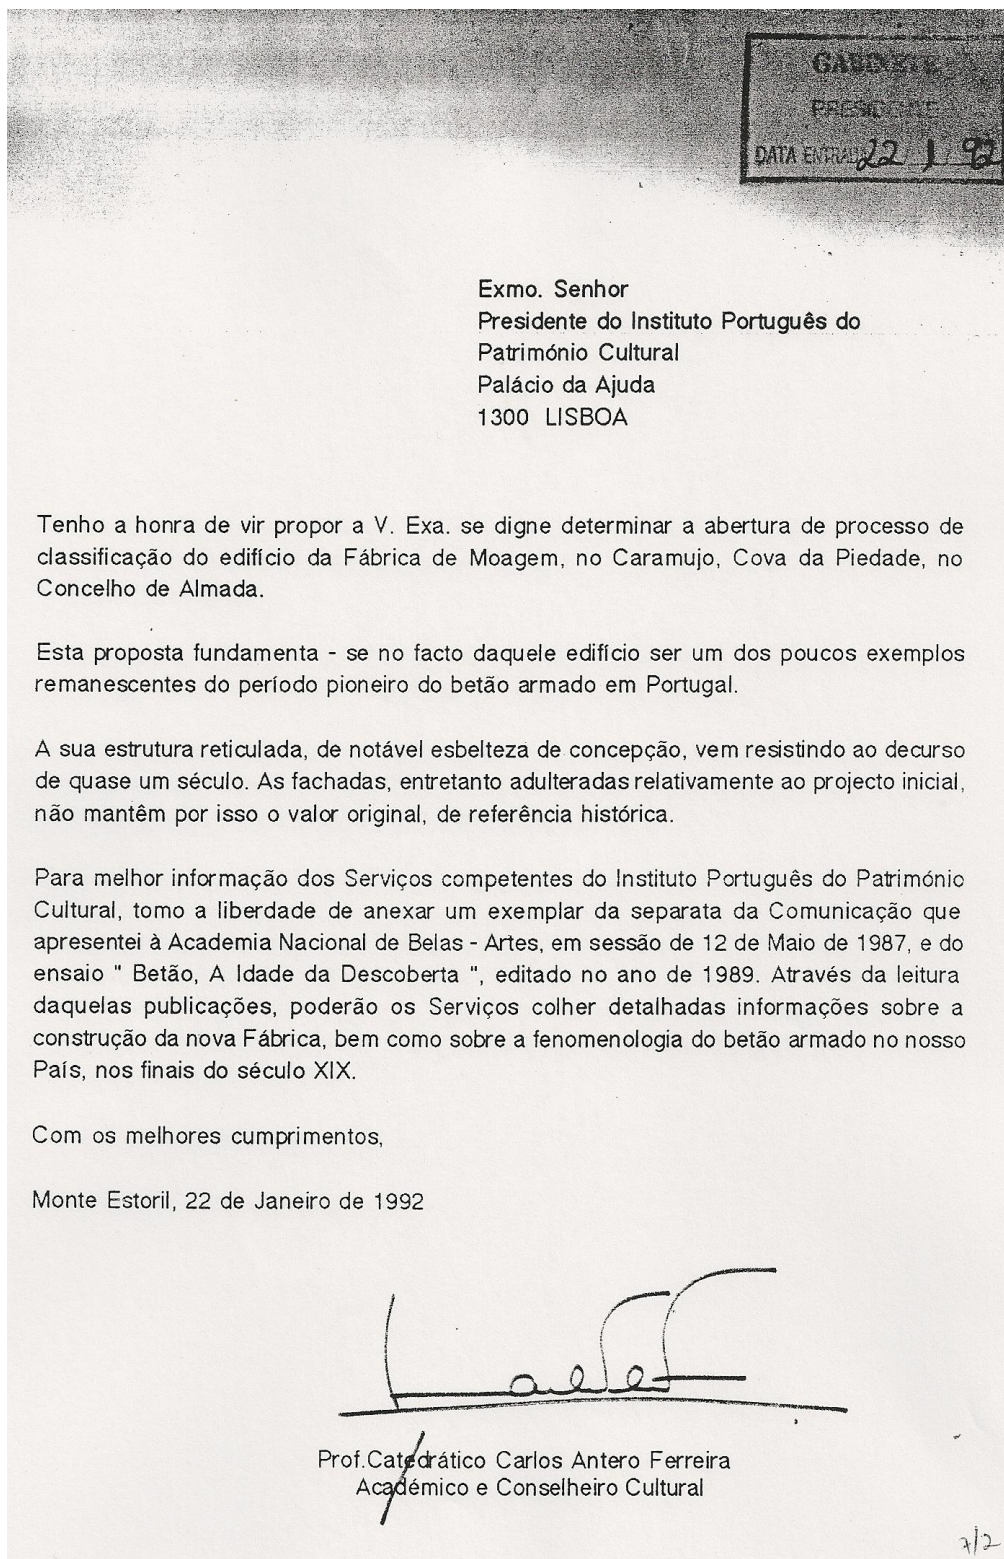 GABINETE
PRESIDENTE
DATA ENTRADA 22 / 1 / 92
Exmo. Senhor
Presidente do Instituto Português do
Património Cultural
Palácio da Ajuda
1300 LISBOA
Tenho a honra de vir propor a V. Exa. se digne determinar a abertura de processo de
classificação do edifício da Fábrica de Moagem, no Caramujo, Cova da Piedade, no
Concelho de Almada.
Esta proposta fundamenta - se no facto daquele edifício ser um dos poucos exemplos
remanescentes do período pioneiro do betão armado em Portugal.
A sua estrutura reticulada, de notável esbelteza de concepção, vem resistindo ao decurso
de quase um século. As fachadas, entretanto adulteradas relativamente ao projecto inicial,
não mantêm por isso o valor original, de referência histórica.
Para melhor informação dos Serviços competentes do Instituto Português do Património
Cultural, tomo a liberdade de anexar um exemplar da separata da Comunicação que
apresentei à Academia Nacional de Belas - Artes, em sessão de 12 de Maio de 1987, e do
ensaio " Betão, A Idade da Descoberta ", editado no ano de 1989. Através da leitura
daquelas publicações, poderão os Serviços colher detalhadas informações sobre a
construção da nova Fábrica, bem como sobre a fenomenologia do betão armado no nosso
País, nos finais do século XIX.
Com os melhores cumprimentos,
Monte Estoril, 22 de Janeiro de 1992
Prof.Catedrático Carlos Antero Ferreira
Académico e Conselheiro Cultural
7/2